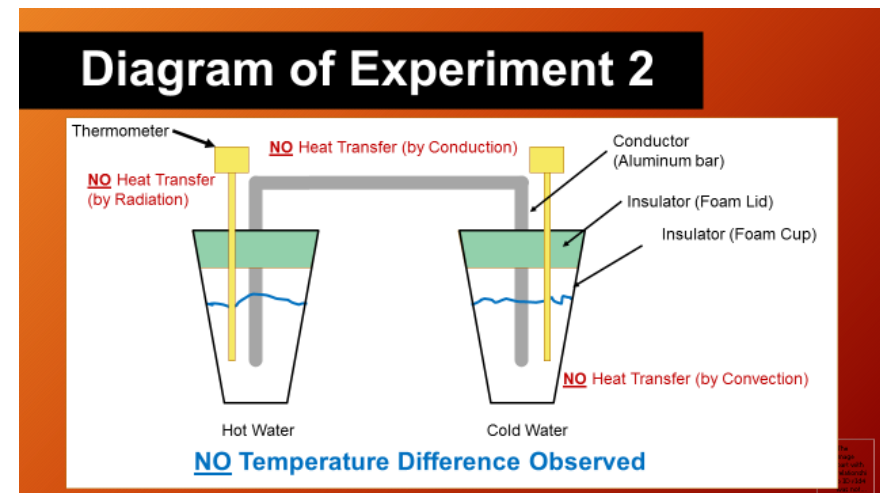 Diagram of Experiment 2
Thermometer
NO Heat Transfer (by Conduction)
Conductor
(Aluminum bar)
NO Heat Transfer
(by Radiation)
Insulator (Foam Lid)
Insulator (Foam Cup)
NO Heat Transfer (by Convection)
Hot Water
Cold Water
NO Temperature Difference Observed